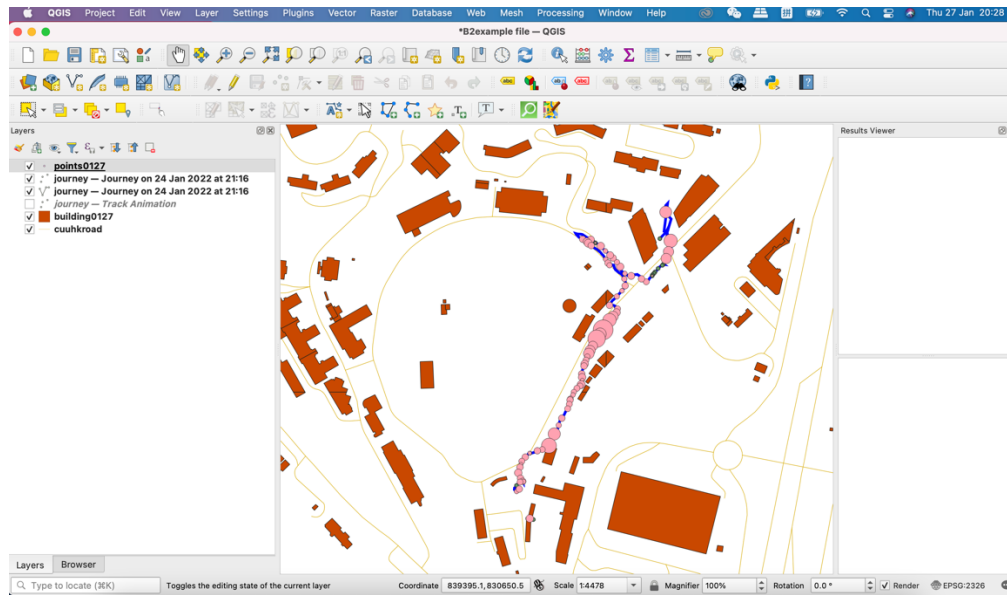 QGIS Project Edit View Layer Settings Plugins Vector Raster Database Web Mesh Processing Window Help Thu 27 Jan 20:28
*B2example file — QGIS
Layers
points0127
journey — Journey on 24 Jan 2022 at 21:16
journey — Journey on 24 Jan 2022 at 21:16
journey — Track Animation
building0127
cuuhkroad
Results Viewer
Layers Browser
Type to locate (⌘K) Toggles the editing state of the current layer Coordinate 839395.1,830650.5 Scale 1:4478 Magnifier 100% Rotation 0.0 ° Render EPSG:2326